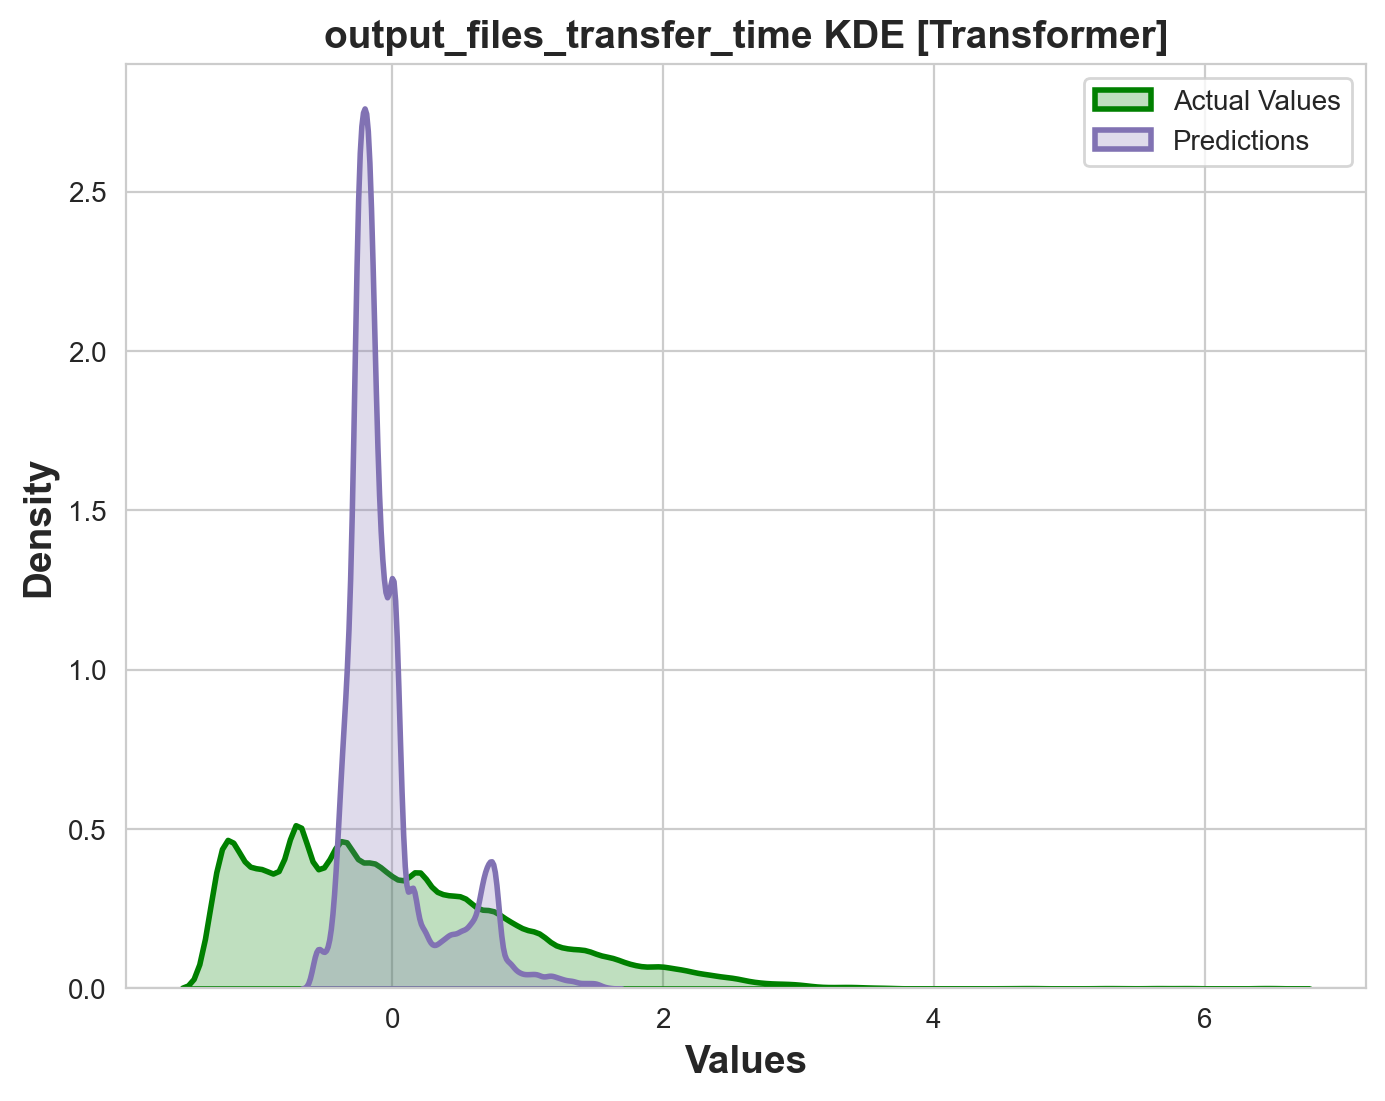 output_files_transfer_time KDE [Transformer]
Actual Values
Predictions
2.5
2.0
1.5
1.0
0.5
0.0
Density
0
2
4
6
Values